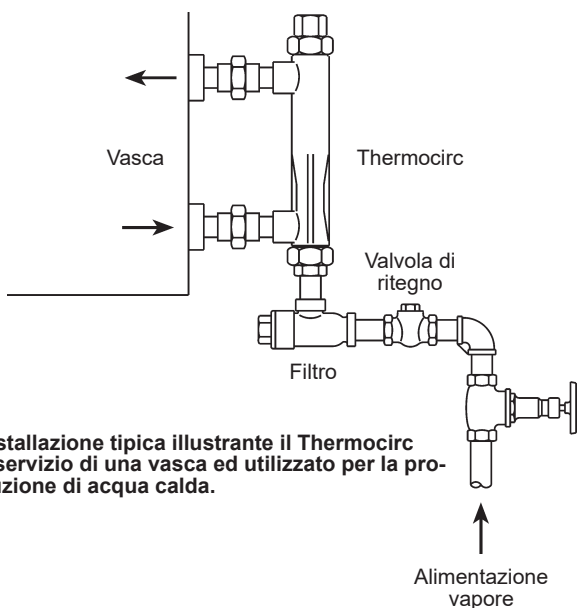 Vasca
Thermocirc
Valvola di
ritegno
Filtro
stallazione tipica illustrante il Thermocirc
servizio di una vasca ed utilizzato per la pro-
uzione di acqua calda.
Alimentazione
vapore